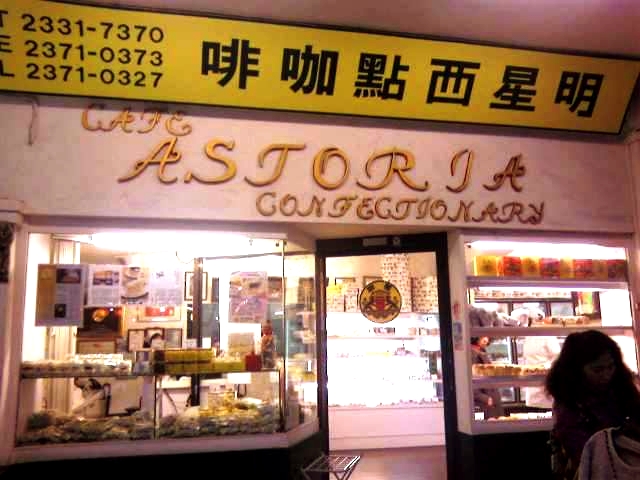 T 2331-7370
E 2371-0373
L 2371-0327
啡咖點西星明
CAFE
ASTORIA
CONFECTIONARY